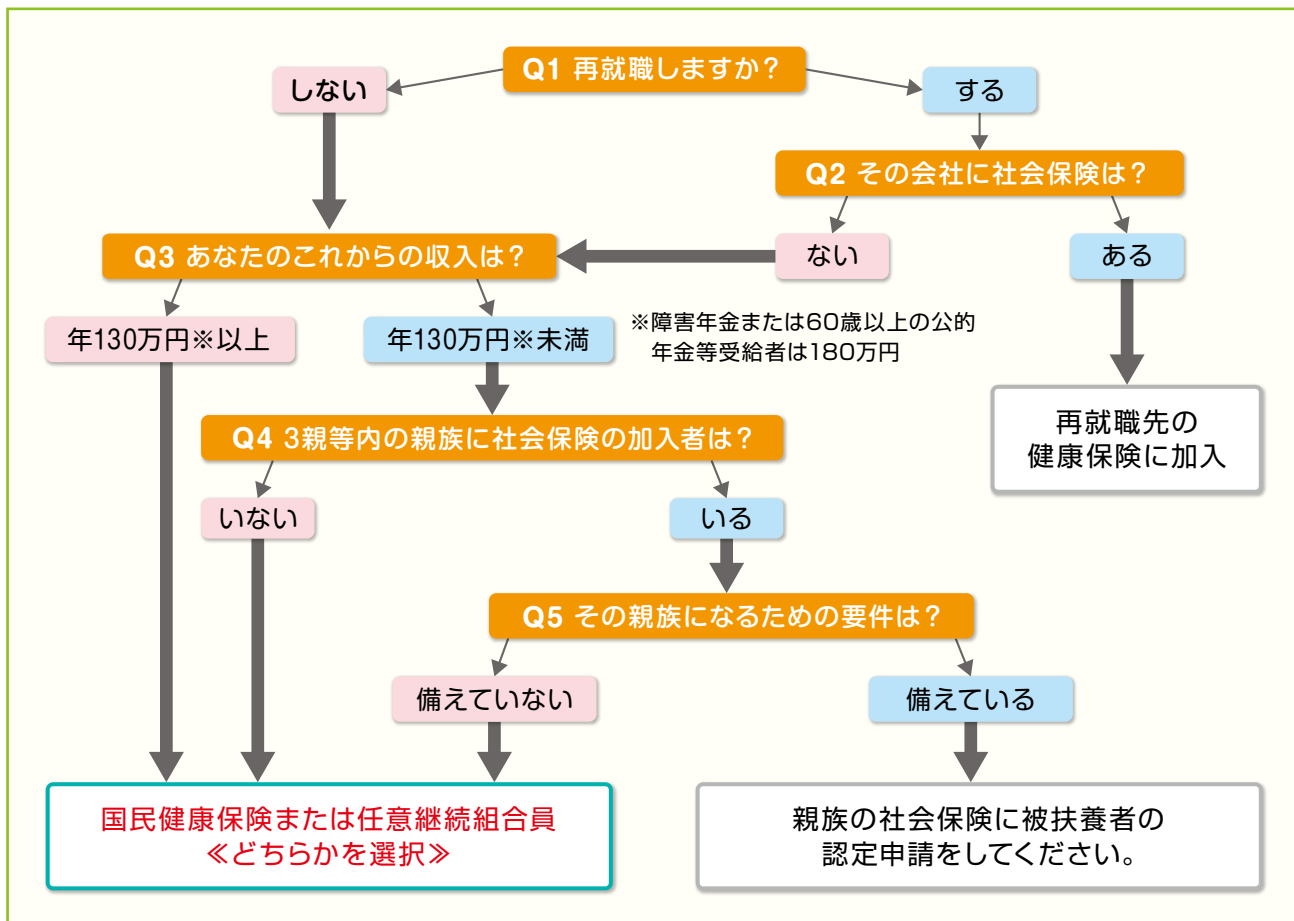 Q1 再就職しますか？
しない
する
Q2 その会社に社会保険は？
Q3 あなたのこれからの収入は？
ない
ある
年130万円※以上
年130万円※未満
※障害年金または60歳以上の公的
年金等受給者は180万円
再就職先の
健康保険に加入
Q4 3親等内の親族に社会保険の加入者は？
いない
いる
Q5 その親族になるための要件は？
備えていない
備えている
国民健康保険または任意継続組合員
≪どちらかを選択≫
親族の社会保険に被扶養者の
認定申請をしてください。